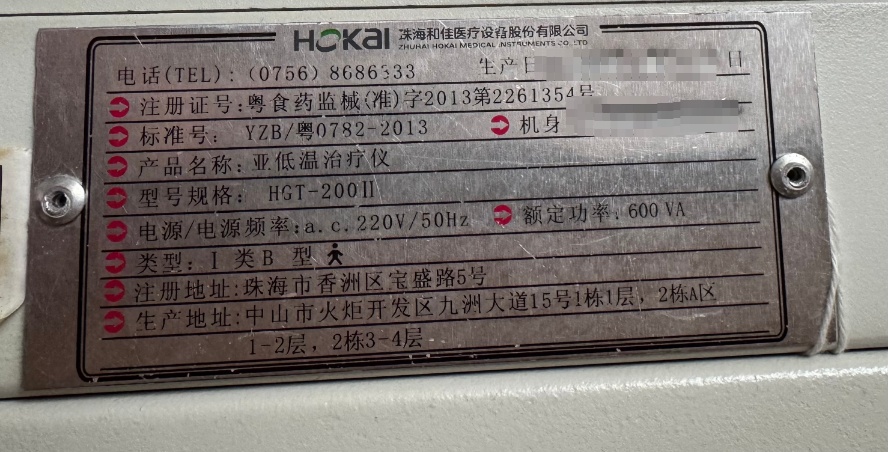 HOKAI 珠海和佳医疗设备股份有限公司
ZHUHAI HOKAI MEDICAL INSTRUMENTS CO.,LTD
电话(TEL): (0756) 8686333 生产日 日
注册证号:粤食药监械(准)字2013第2261354号
标准号: YZB/粤0782-2013 机身
产品名称:亚低温治疗仪
型号规格: HGT-200Ⅱ
电源/电源频率:a.c.220V/50Hz 额定功率:600VA
类型:Ⅰ类B 型
注册地址:珠海市香洲区宝盛路5号
生产地址:中山市火炬开发区九洲大道15号1栋1层，2栋A区
1-2层，2栋3-4层